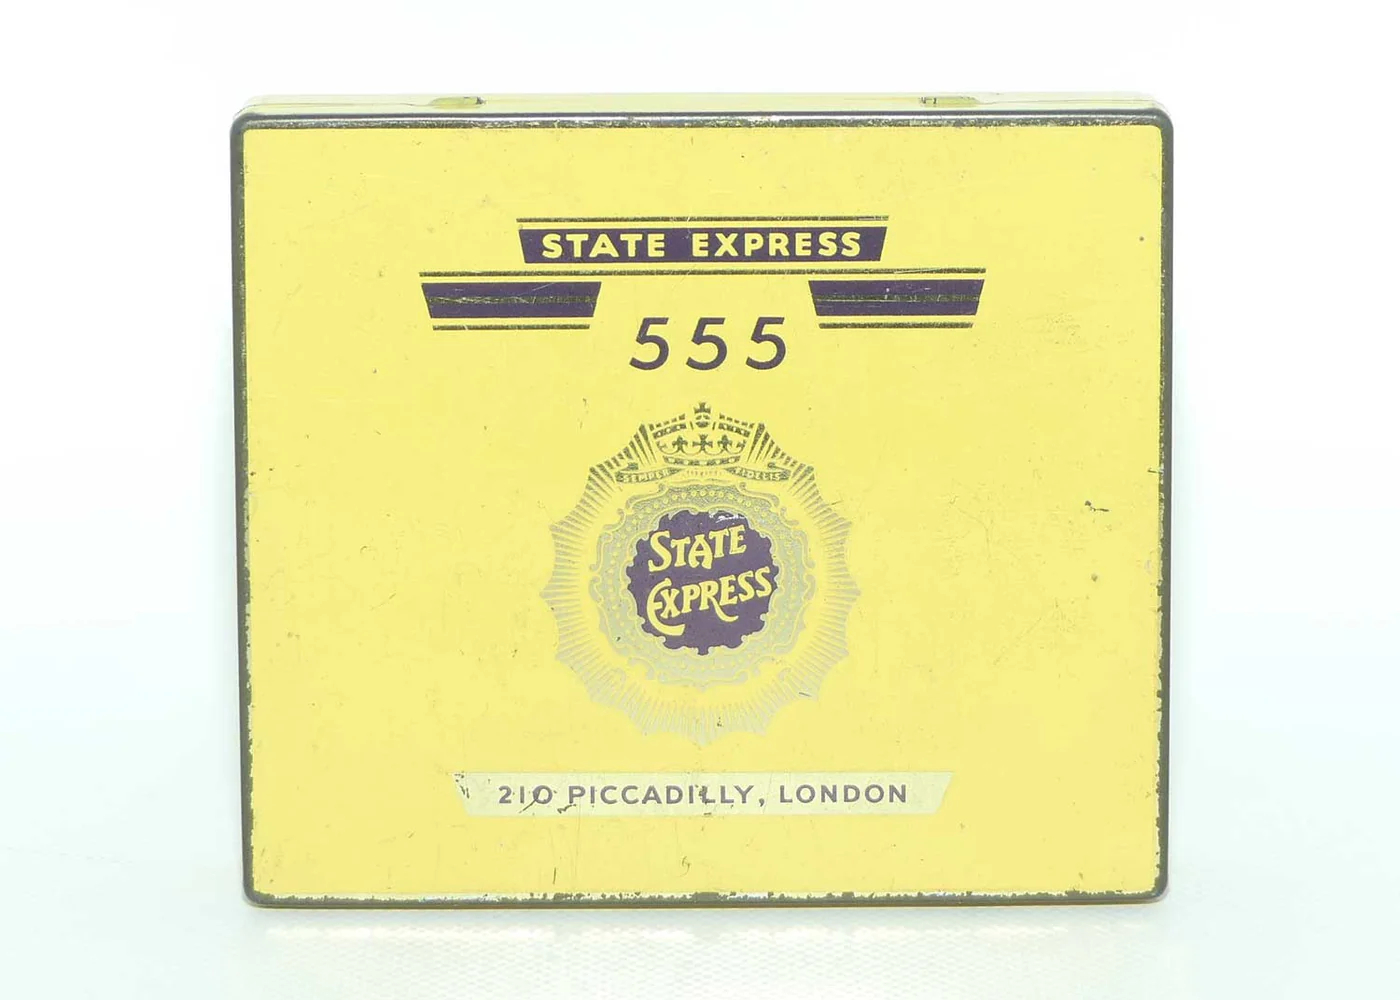 STATE EXPRESS
555
SEMPER FIDELIS
STATE
EXPRESS
210 PICCADILLY, LONDON